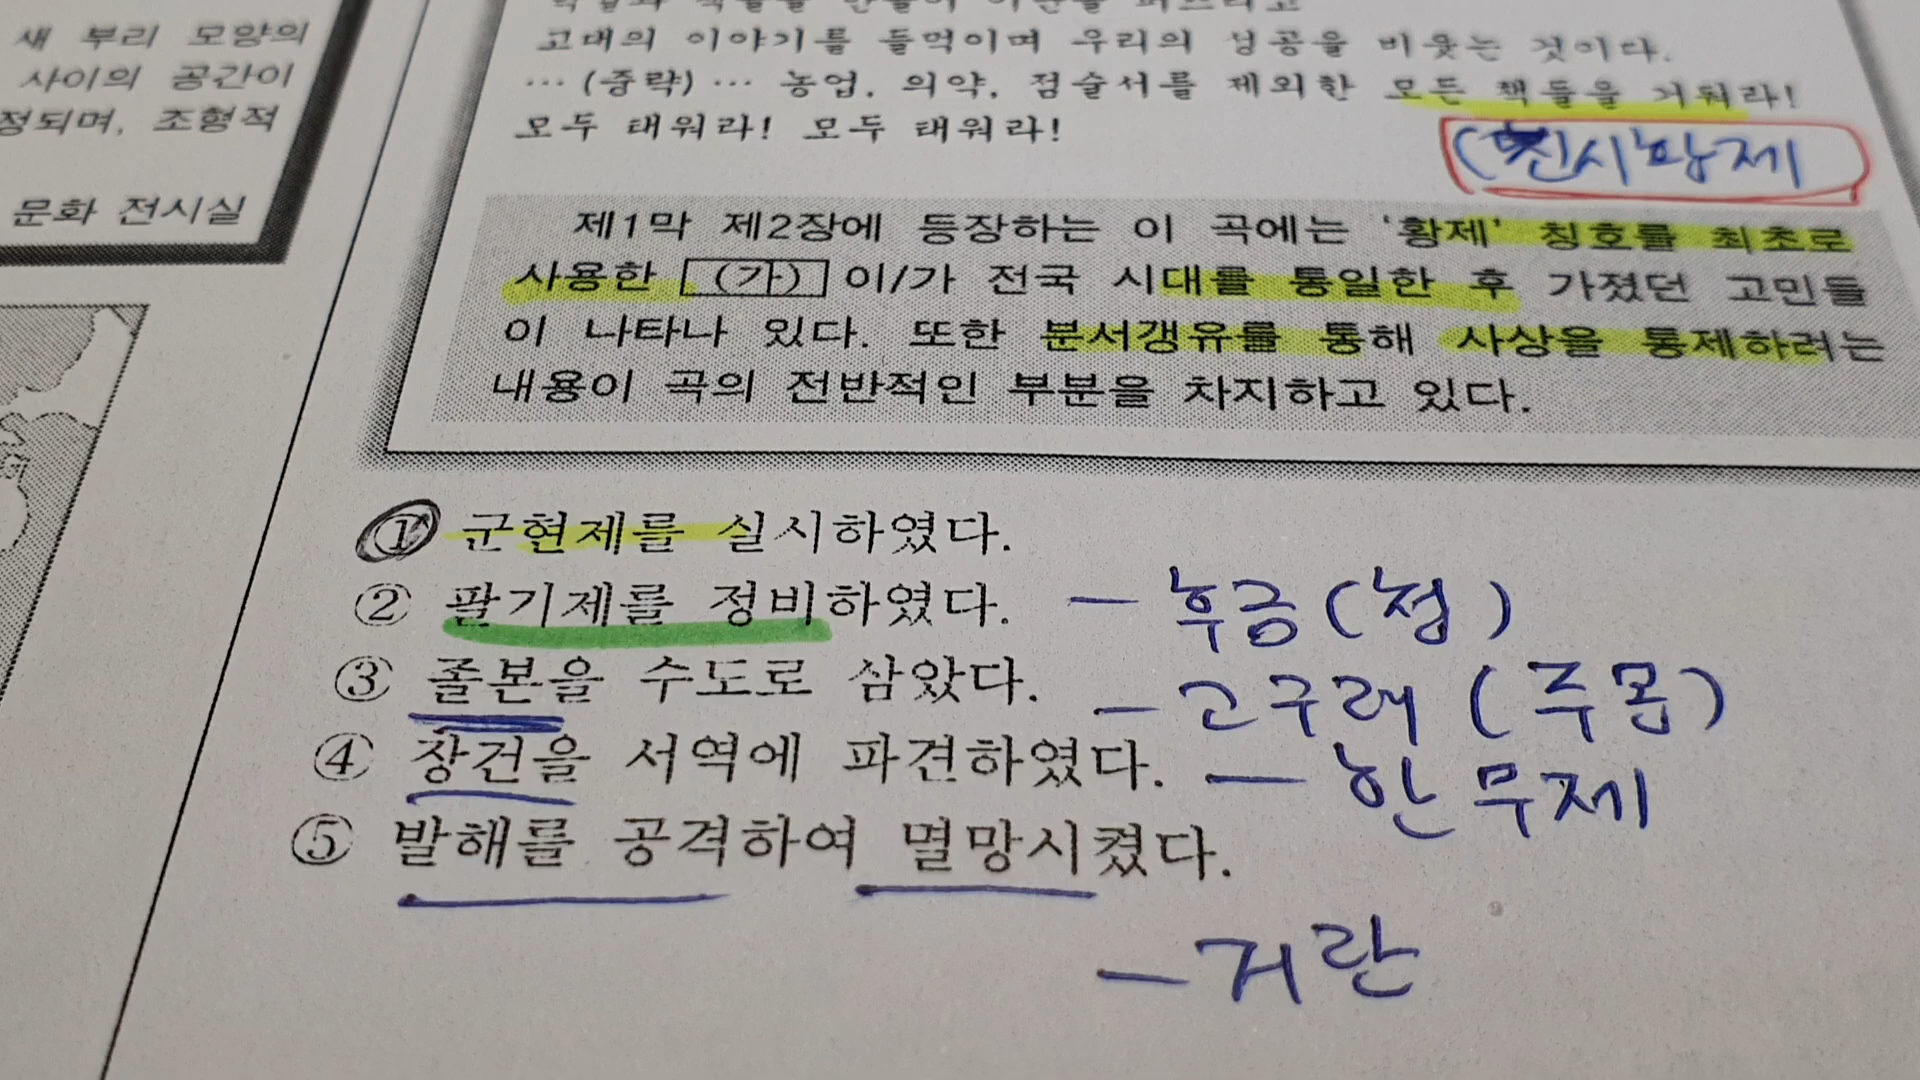 새 부리 모양의
사이의 공간이
정되며, 조형적
문화 전시실
고대의 이야기를 들먹이며 우리의 성공을 비웃는 것이다.
… (중략) … 농업, 의약, 점술서를 제외한 모든 책들을 거둬라!
모두 태워라! 모두 태워라!
진시황제
제1막 제2장에 등장하는 이 곡에는 '황제' 칭호를 최초로
사용한 (가) 이/가 전국 시대를 통일한 후 가졌던 고민들
이 나타나 있다. 또한 분서갱유를 통해 사상을 통제하려는
내용이 곡의 전반적인 부분을 차지하고 있다.
① 군현제를 실시하였다.
② 팔기제를 정비하였다. - 후금(청)
③ 졸본을 수도로 삼았다. - 고구려(주몽)
④ 장건을 서역에 파견하였다. - 한 무제
⑤ 발해를 공격하여 멸망시켰다.
- 거란